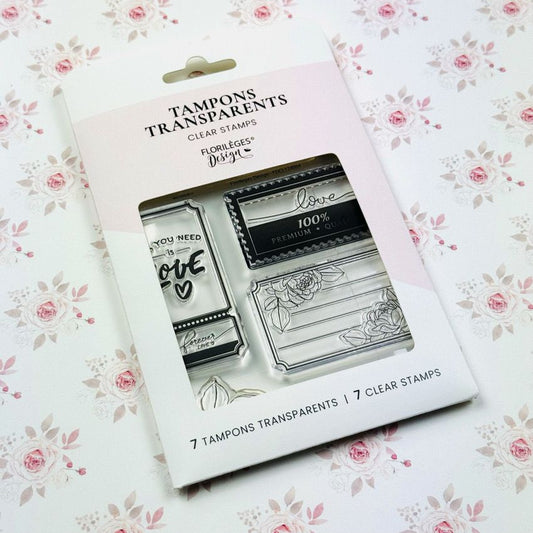 TAMPONS
TRANSPARENTS
CLEAR STAMPS
FLORILÈGES®
Design
love
100%
PREMIUM •
YOU NEED
IS
LOVE
forever
LOVE
7 TAMPONS TRANSPARENTS | 7 CLEAR STAMPS